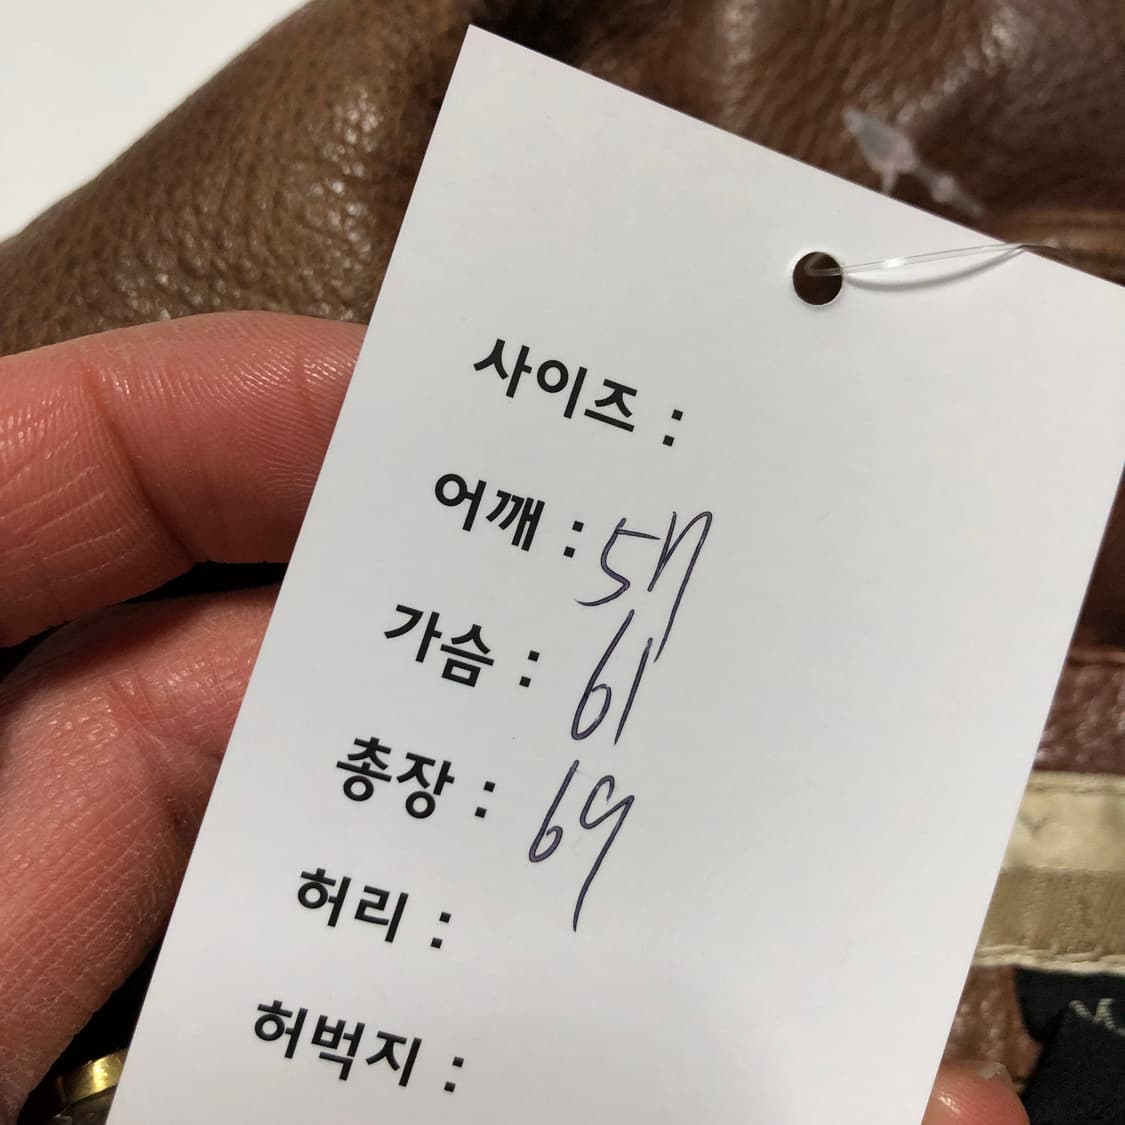 사이즈 :
어깨 : 57
가슴 : 61
총장 : 69
허리 :
허벅지 :